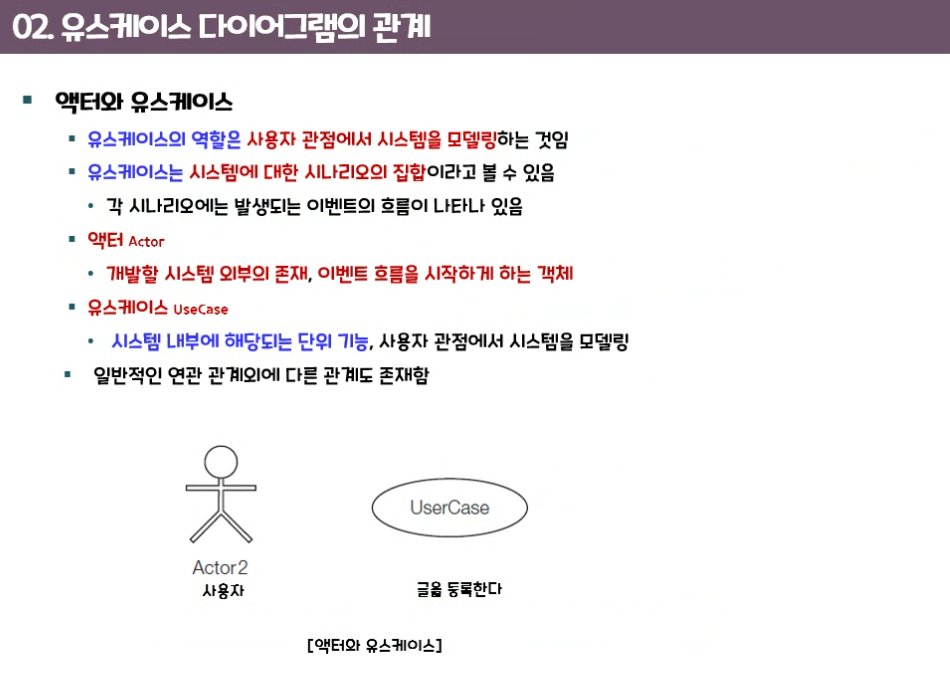 02. 유스케이스 다이어그램의 관계
액터와 유스케이스
유스케이스의 역할은 사용자 관점에서 시스템을 모델링하는 것임
유스케이스는 시스템에 대한 시나리오의 집합이라고 볼 수 있음
각 시나리오에는 발생되는 이벤트의 흐름이 나타나 있음
액터 Actor
개발할 시스템 외부의 존재, 이벤트 흐름을 시작하게 하는 객체
유스케이스 UseCase
시스템 내부에 해당되는 단위 기능, 사용자 관점에서 시스템을 모델링
일반적인 연관 관계외에 다른 관계도 존재함
UserCase
Actor2
사용자
글을 등록한다
[액터와 유스케이스]